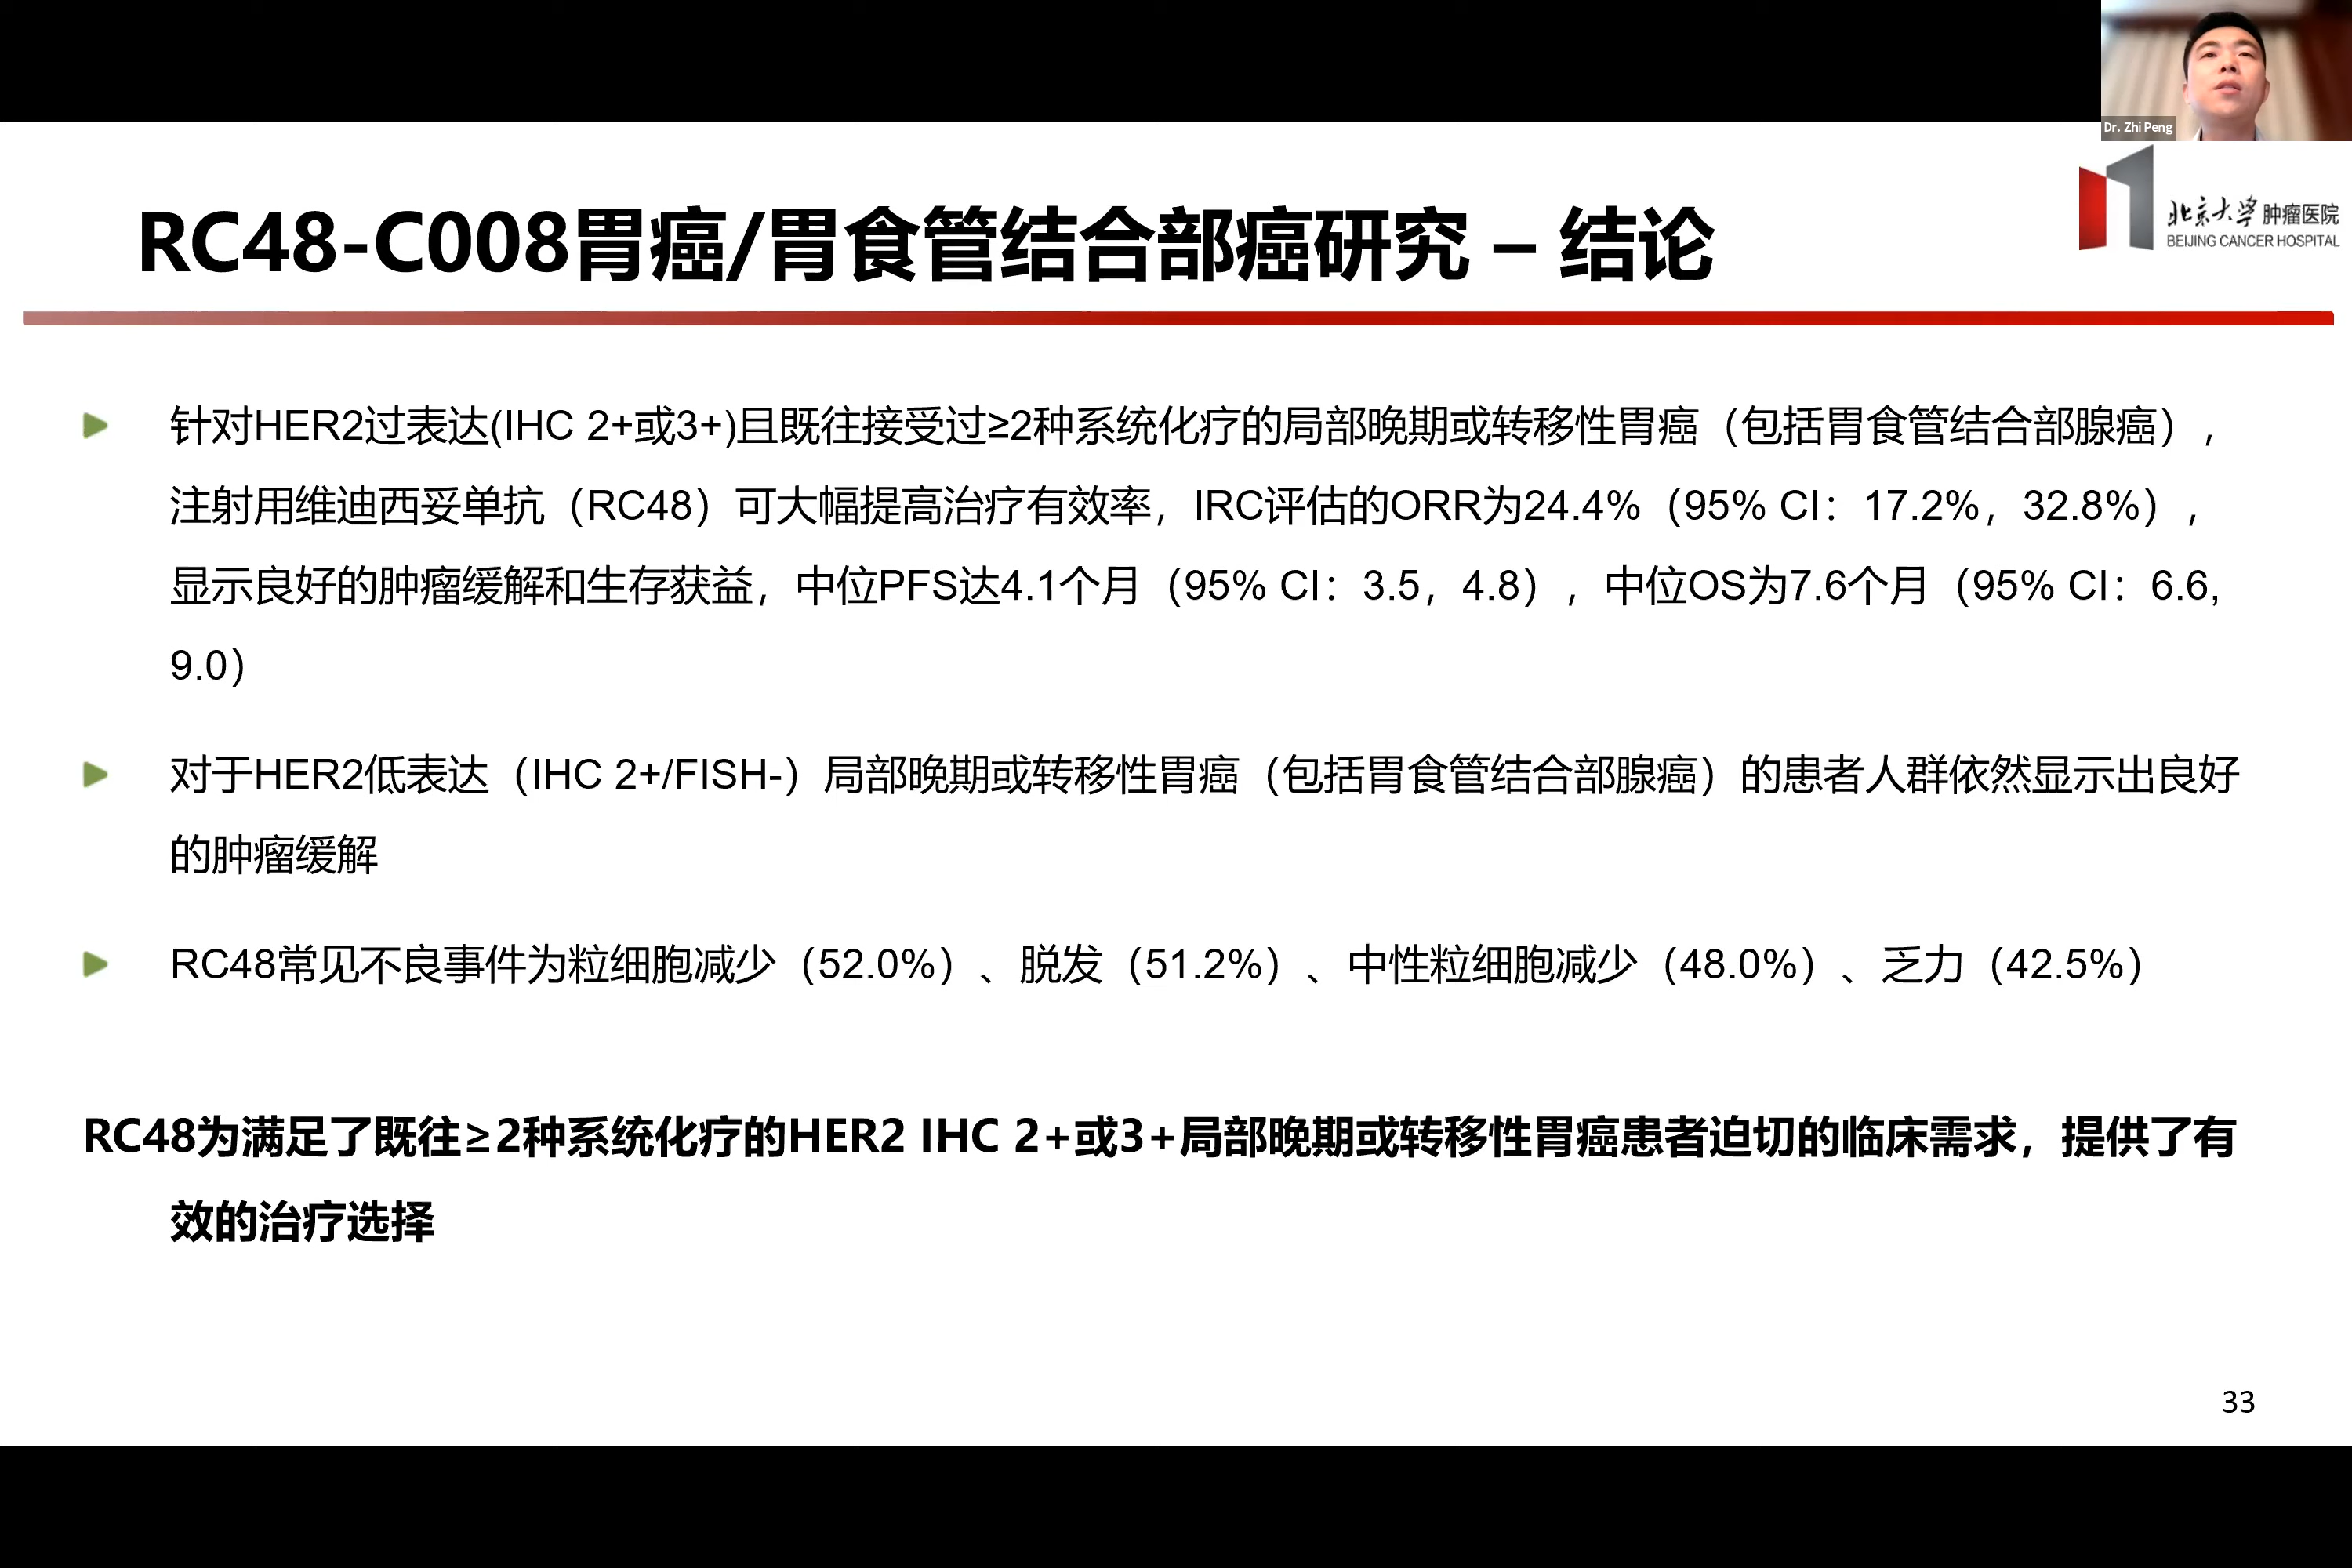 Dr. Zhi Peng
北京大学肿瘤医院
BEIJING CANCER HOSPITAL
RC48-C008胃癌/胃食管结合部癌研究 – 结论
针对HER2过表达(IHC 2+或3+)且既往接受过≥2种系统化疗的局部晚期或转移性胃癌（包括胃食管结合部腺癌），
注射用维迪西妥单抗（RC48）可大幅提高治疗有效率，IRC评估的ORR为24.4%（95% CI：17.2%，32.8%），
显示良好的肿瘤缓解和生存获益，中位PFS达4.1个月（95% CI：3.5，4.8），中位OS为7.6个月（95% CI：6.6,
9.0）
对于HER2低表达（IHC 2+/FISH-）局部晚期或转移性胃癌（包括胃食管结合部腺癌）的患者人群依然显示出良好
的肿瘤缓解
RC48常见不良事件为粒细胞减少（52.0%）、脱发（51.2%）、中性粒细胞减少（48.0%）、乏力（42.5%）
RC48为满足了既往≥2种系统化疗的HER2 IHC 2+或3+局部晚期或转移性胃癌患者迫切的临床需求，提供了有
效的治疗选择
33